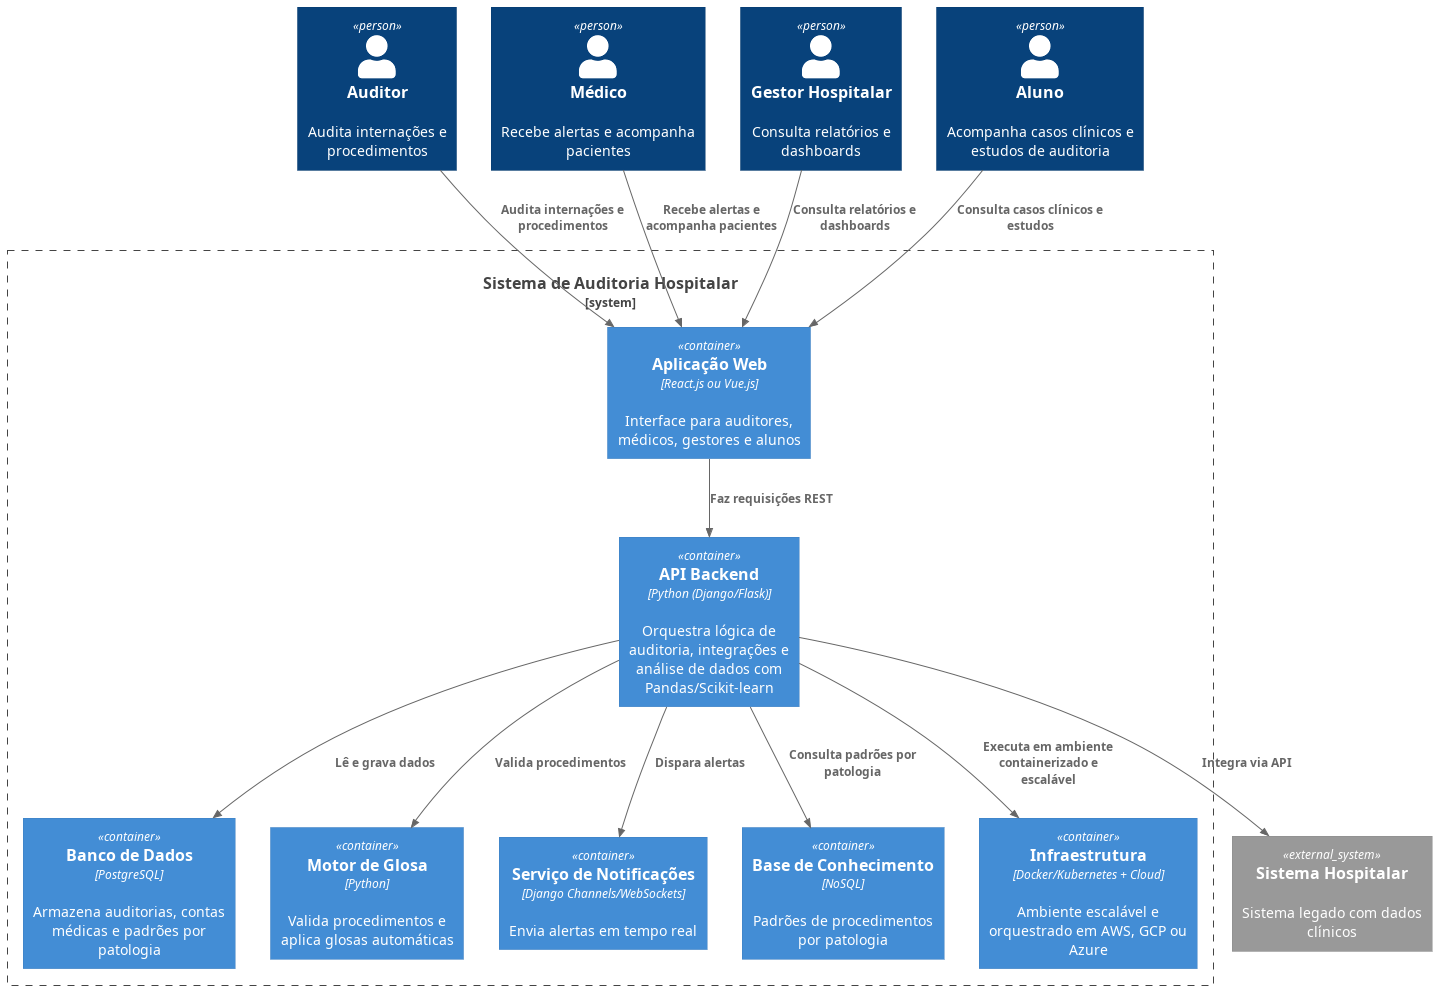 «person»
Auditor
Audita internações e
procedimentos
«person»
Médico
Recebe alertas e acompanha
pacientes
«person»
Gestor Hospitalar
Consulta relatórios e
dashboards
«person»
Aluno
Acompanha casos clínicos e
estudos de auditoria
Audita internações e
procedimentos
Recebe alertas e
acompanha pacientes
Consulta relatórios e
dashboards
Consulta casos clínicos e
estudos
Sistema de Auditoria Hospitalar
[system]
«container»
Aplicação Web
[React.js ou Vue.js]
Interface para auditores,
médicos, gestores e alunos
Faz requisições REST
«container»
API Backend
[Python (Django/Flask)]
Orquestra lógica de
auditoria, integrações e
análise de dados com
Pandas/Scikit-learn
Lê e grava dados
Valida procedimentos
Dispara alertas
Consulta padrões por
patologia
Executa em ambiente
containerizado e
escalável
Integra via API
«container»
Banco de Dados
[PostgreSQL]
Armazena auditorias, contas
médicas e padrões por
patologia
«container»
Motor de Glosa
[Python]
Valida procedimentos e
aplica glosas automáticas
«container»
Serviço de Notificações
[Django Channels/WebSockets]
Envia alertas em tempo real
«container»
Base de Conhecimento
[NoSQL]
Padrões de procedimentos
por patologia
«container»
Infraestrutura
[Docker/Kubernetes + Cloud]
Ambiente escalável e
orquestrado em AWS, GCP ou
Azure
«external_system»
Sistema Hospitalar
Sistema legado com dados
clínicos